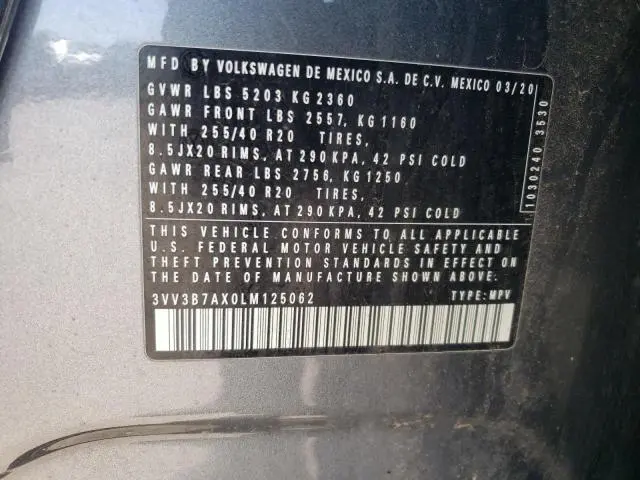 MFD BY VOLKSWAGEN DE MEXICO S.A. DE C.V. MEXICO 03/20
GVWR LBS 5203 KG 2360
GAWR FRONT LBS 2557, KG 1160
WITH 255/40 R20 TIRES,
8.5JX20 RIMS, AT 290 KPA, 42 PSI COLD
GAWR REAR LBS 2756, KG 1250
WITH 255/40 R20 TIRES,
8.5JX20 RIMS, AT 290 KPA, 42 PSI COLD
1030240 3530
THIS VEHICLE CONFORMS TO ALL APPLICABLE
U.S. FEDERAL MOTOR VEHICLE SAFETY AND
THEFT PREVENTION STANDARDS IN EFFECT ON
THE DATE OF MANUFACTURE SHOWN ABOVE.
3VV3B7AX0LM125062 TYPE: MPV